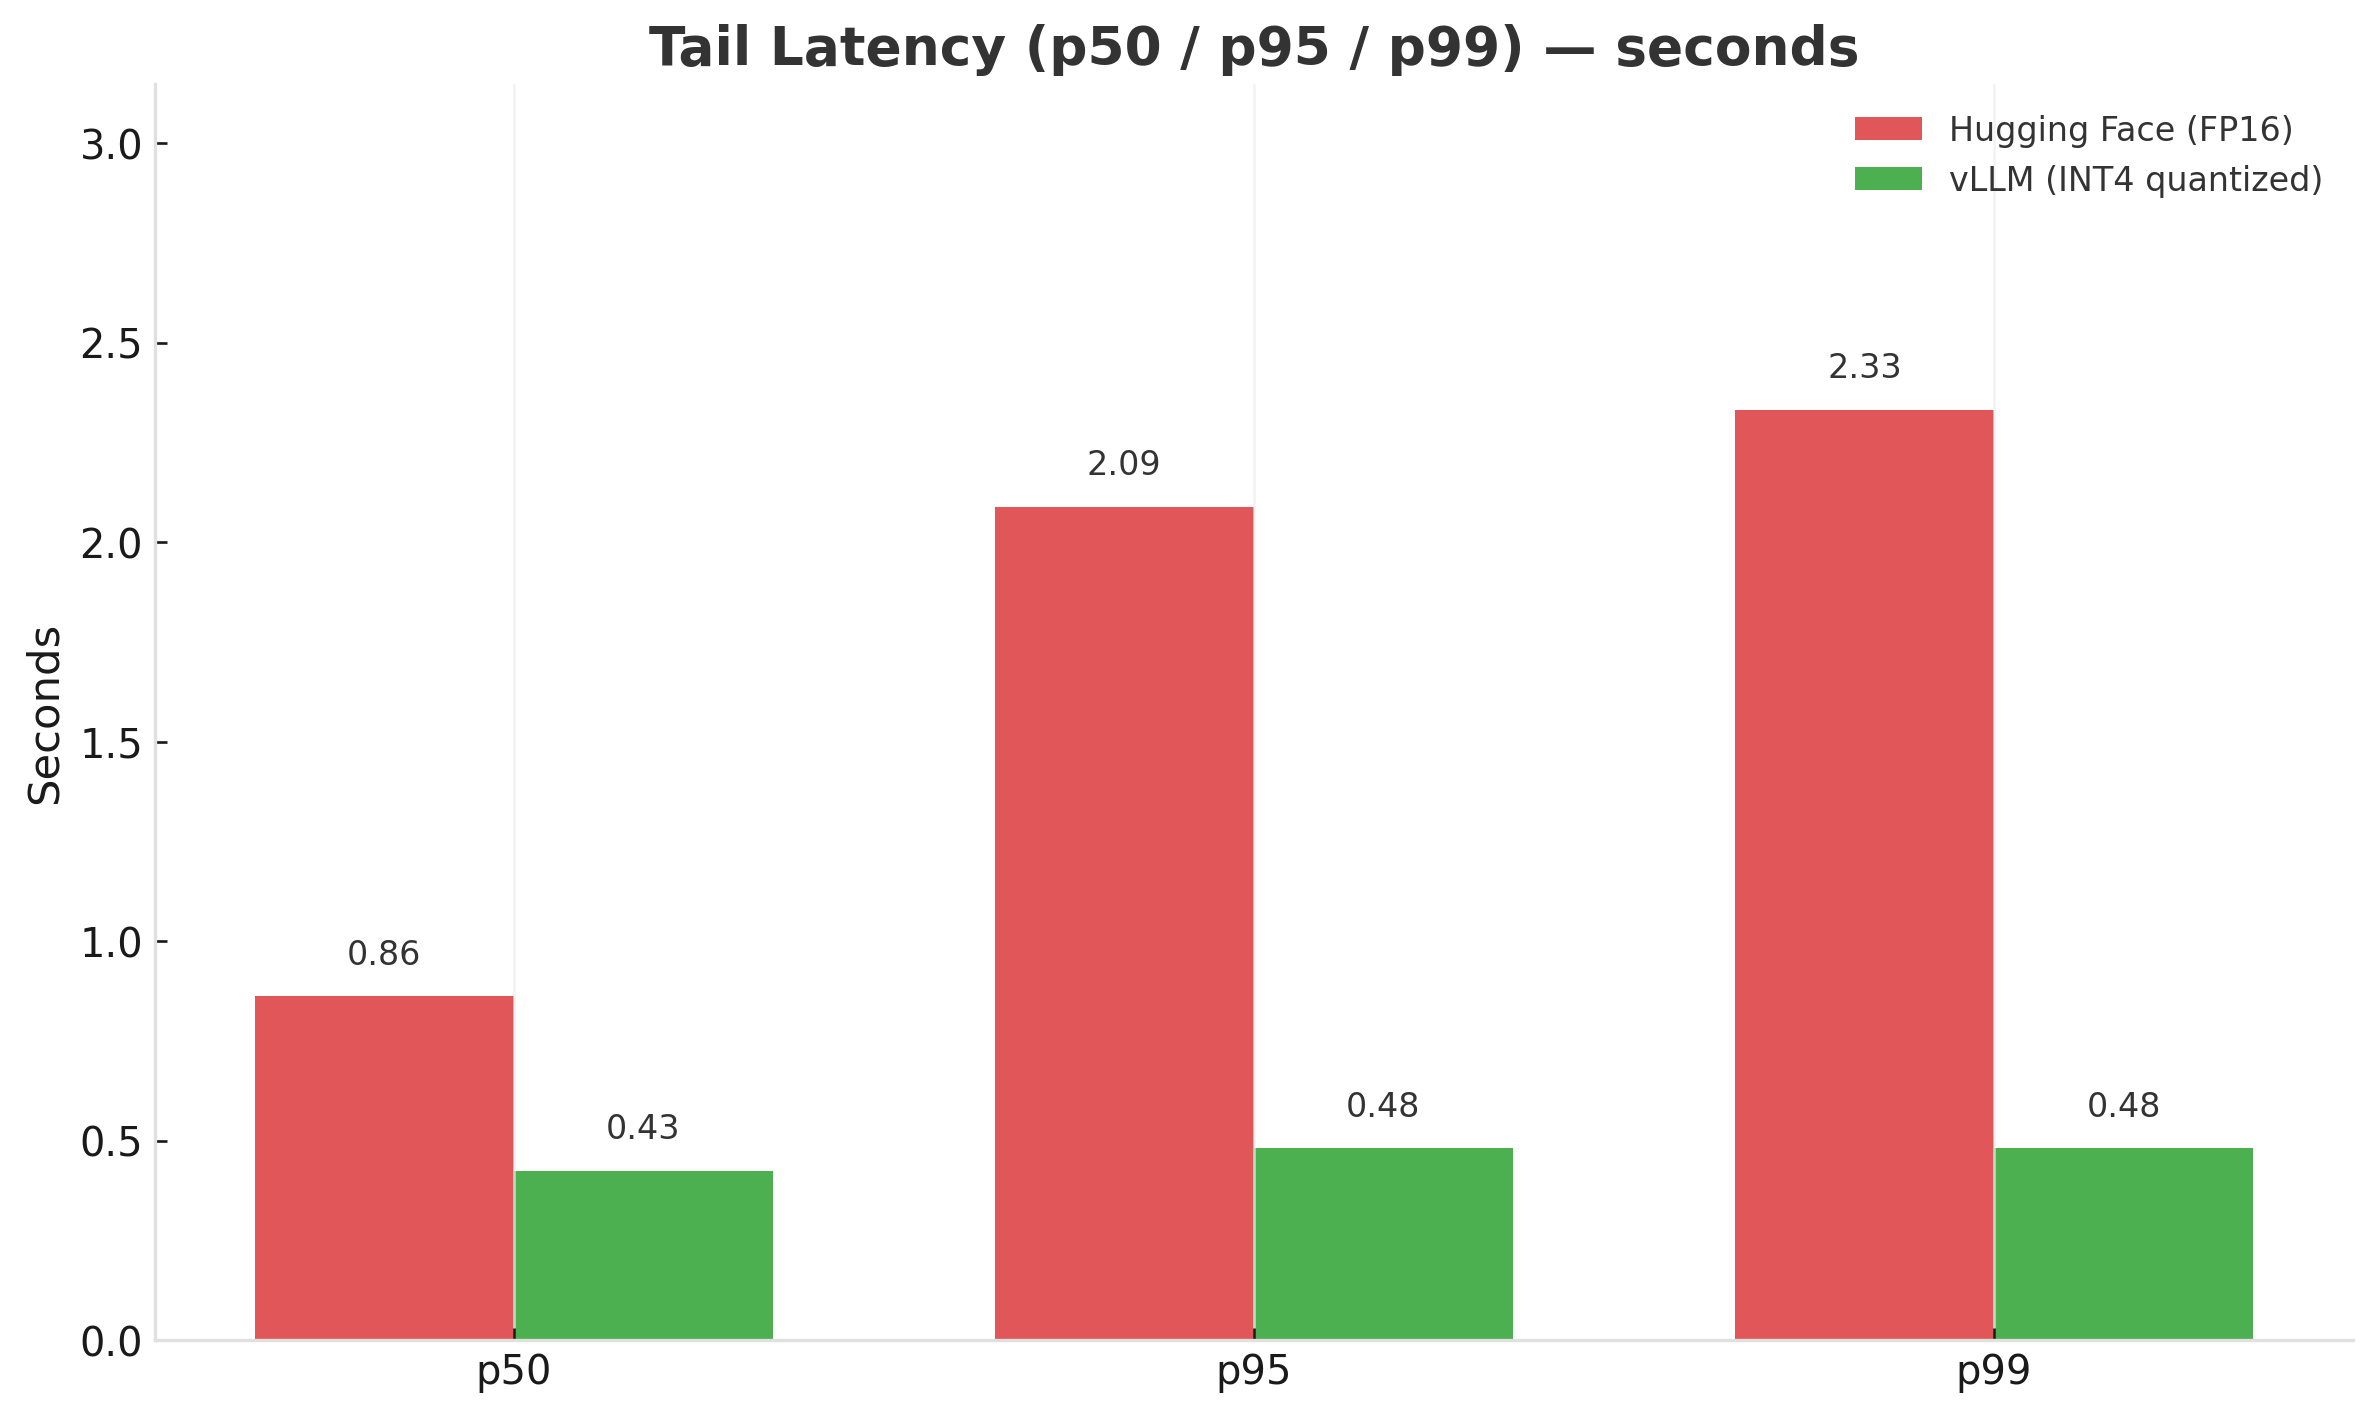 Tail Latency (p50 / p95 / p99) — seconds
Hugging Face (FP16)
vLLM (INT4 quantized)
Seconds
3.0
2.5
2.0
1.5
1.0
0.5
0.0
0.86
0.43
2.09
0.48
2.33
0.48
p50
p95
p99